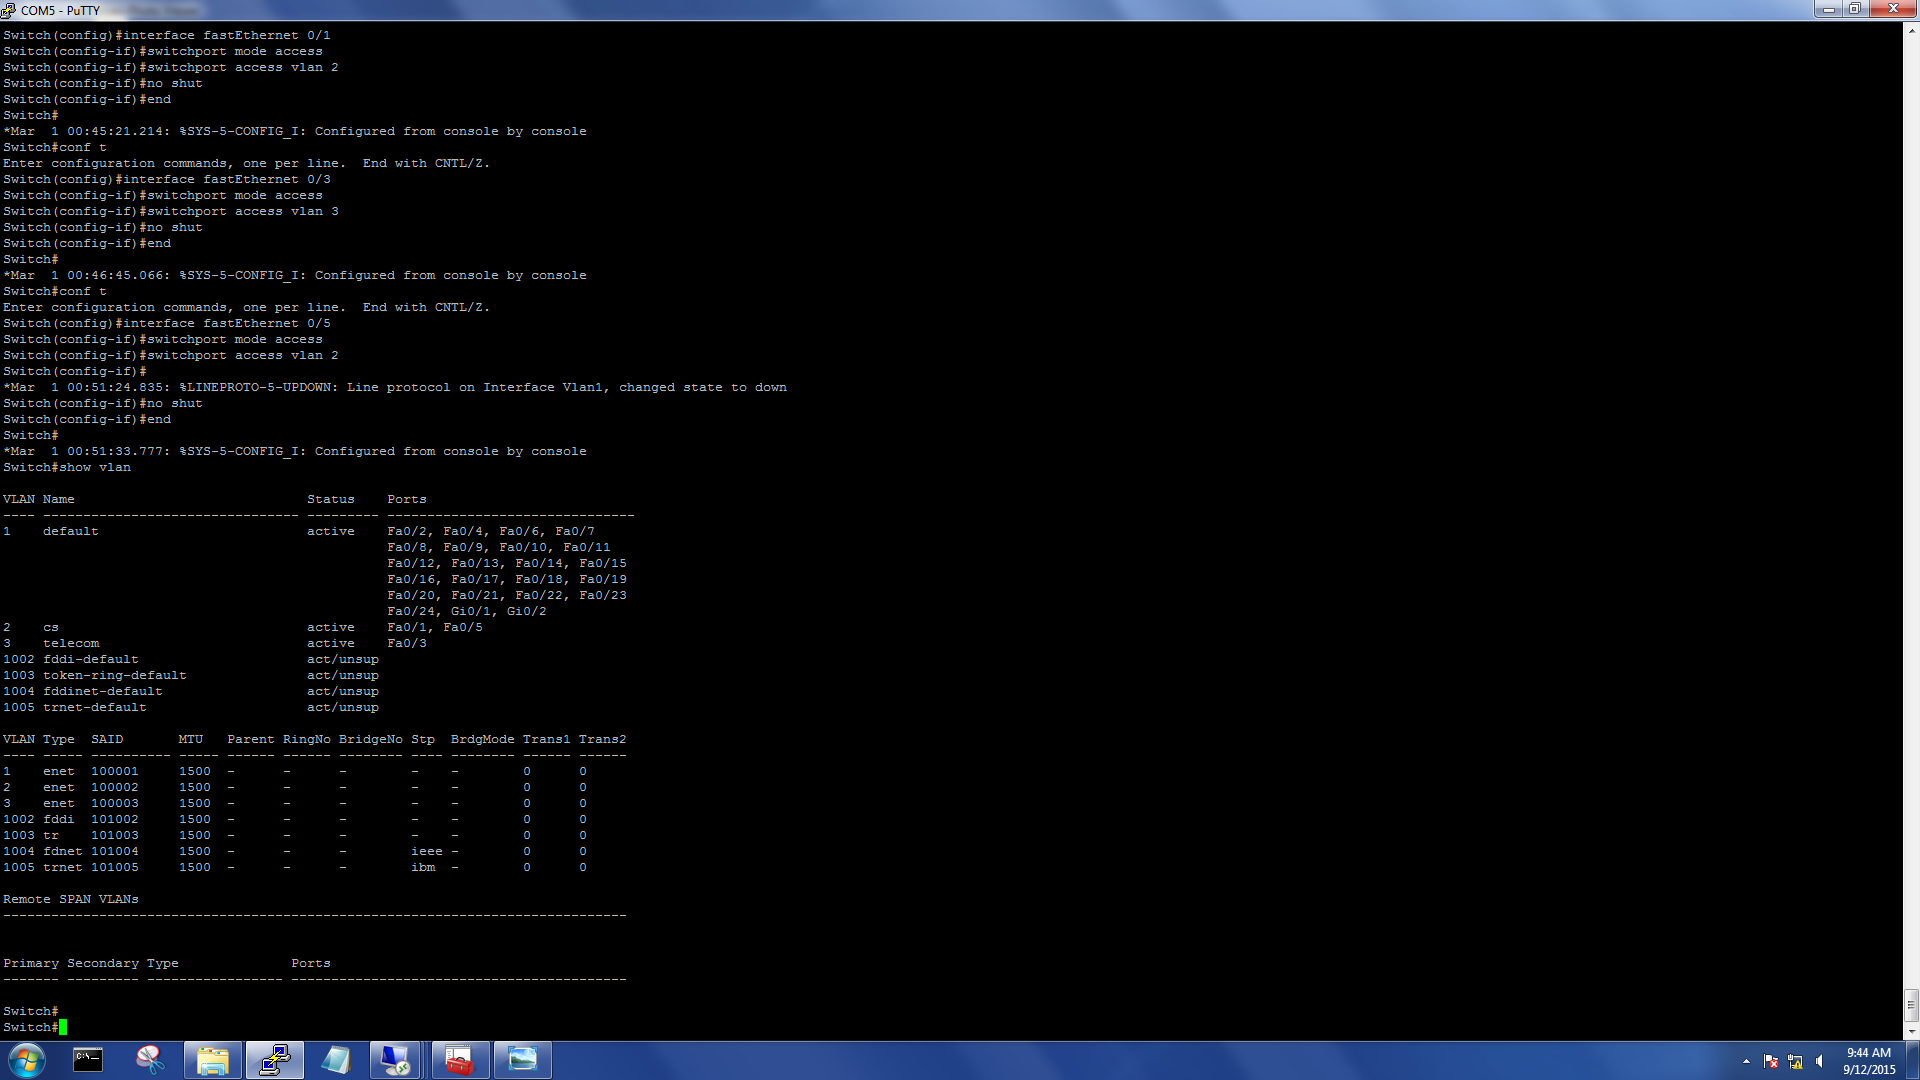 COM5 - PuTTY
Switch(config)#interface fastEthernet 0/1
Switch(config-if)#switchport mode access
Switch(config-if)#switchport access vlan 2
Switch(config-if)#no shut
Switch(config-if)#end
Switch#
*Mar  1 00:45:21.214: %SYS-5-CONFIG_I: Configured from console by console
Switch#conf t
Enter configuration commands, one per line.  End with CNTL/Z.
Switch(config)#interface fastEthernet 0/3
Switch(config-if)#switchport mode access
Switch(config-if)#switchport access vlan 3
Switch(config-if)#no shut
Switch(config-if)#end
Switch#
*Mar  1 00:46:45.066: %SYS-5-CONFIG_I: Configured from console by console
Switch#conf t
Enter configuration commands, one per line.  End with CNTL/Z.
Switch(config)#interface fastEthernet 0/5
Switch(config-if)#switchport mode access
Switch(config-if)#switchport access vlan 2
Switch(config-if)#
*Mar  1 00:51:24.835: %LINEPROTO-5-UPDOWN: Line protocol on Interface Vlan1, changed state to down
Switch(config-if)#no shut
Switch(config-if)#end
Switch#
*Mar  1 00:51:33.777: %SYS-5-CONFIG_I: Configured from console by console
Switch#show vlan

VLAN Name                             Status    Ports
---- -------------------------------- --------- -------------------------------
1    default                          active    Fa0/2, Fa0/4, Fa0/6, Fa0/7
                                                Fa0/8, Fa0/9, Fa0/10, Fa0/11
                                                Fa0/12, Fa0/13, Fa0/14, Fa0/15
                                                Fa0/16, Fa0/17, Fa0/18, Fa0/19
                                                Fa0/20, Fa0/21, Fa0/22, Fa0/23
                                                Fa0/24, Gi0/1, Gi0/2
2    cs                               active    Fa0/1, Fa0/5
3    telecom                          active    Fa0/3
1002 fddi-default                     act/unsup
1003 token-ring-default               act/unsup
1004 fddinet-default                  act/unsup
1005 trnet-default                    act/unsup

VLAN Type  SAID       MTU   Parent RingNo BridgeNo Stp  BrdgMode Trans1 Trans2
---- ----- ---------- ----- ------ ------ -------- ---- -------- ------ ------
1    enet  100001     1500  -      -      -        -    -        0      0
2    enet  100002     1500  -      -      -        -    -        0      0
3    enet  100003     1500  -      -      -        -    -        0      0
1002 fddi  101002     1500  -      -      -        -    -        0      0
1003 tr    101003     1500  -      -      -        -    -        0      0
1004 fdnet 101004     1500  -      -      -        ieee -        0      0
1005 trnet 101005     1500  -      -      -        ibm  -        0      0

Remote SPAN VLANs
------------------------------------------------------------------------------

Primary Secondary Type              Ports
------- --------- ----------------- ------------------------------------------

Switch#
Switch#
C:\_
9:44 AM
9/12/2015